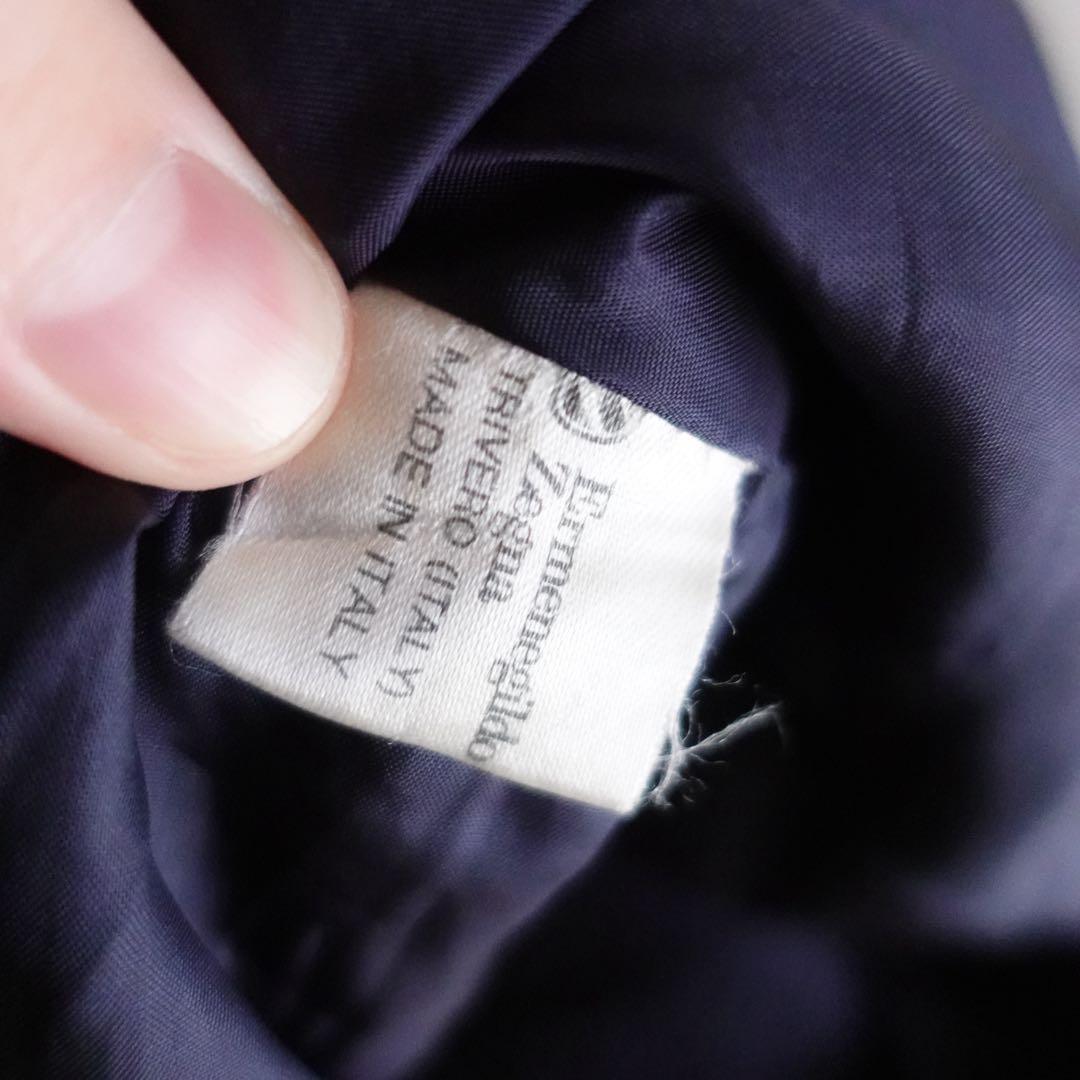 Ermenegildo
Zegna
TRIVERO (ITALY)
MADE IN ITALY